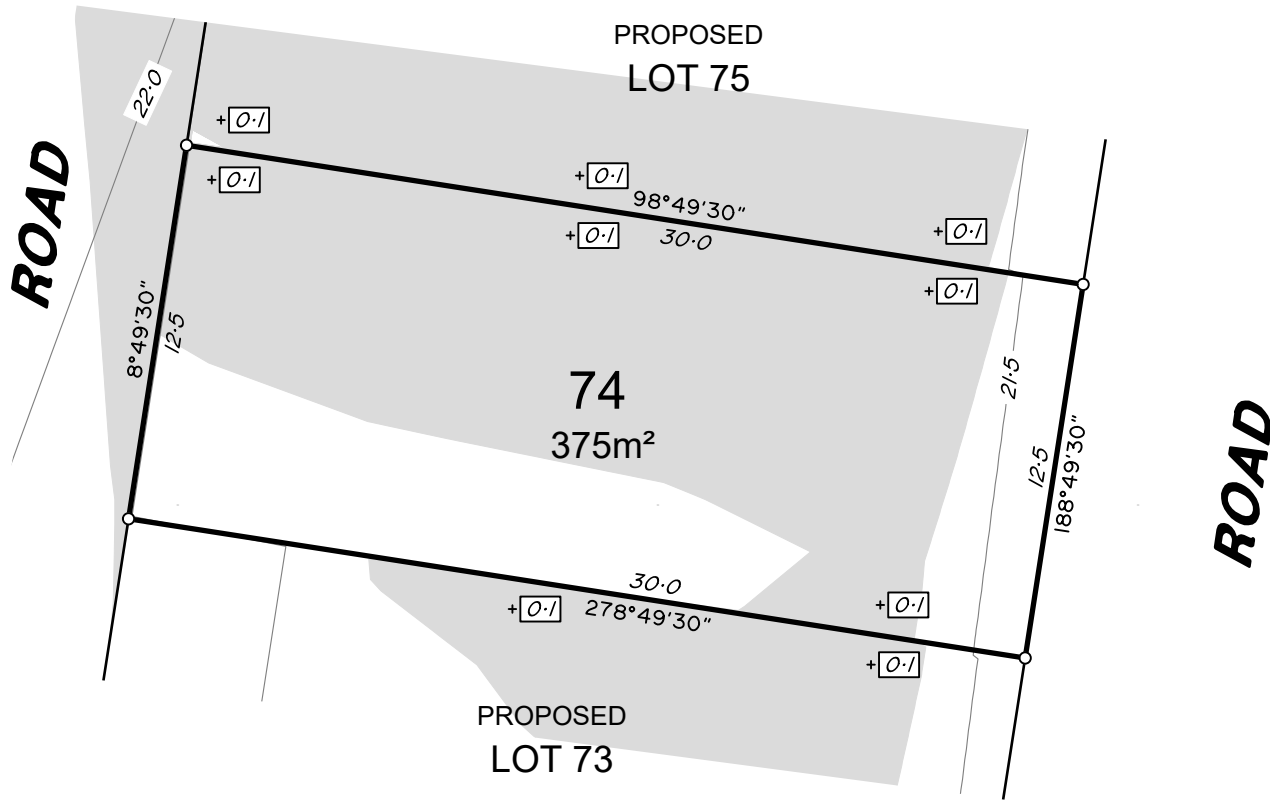 PROPOSED
LOT 75
22·0
ROAD
+ 0·1
+ 0·1
+ 0·1
+ 0·1
98°49'30"
30·0
+ 0·1
+ 0·1
8°49'30"
12·5
74
375m²
21·5
12·5
188°49'30"
ROAD
30·0
278°49'30"
+ 0·1
+ 0·1
+ 0·1
PROPOSED
LOT 73